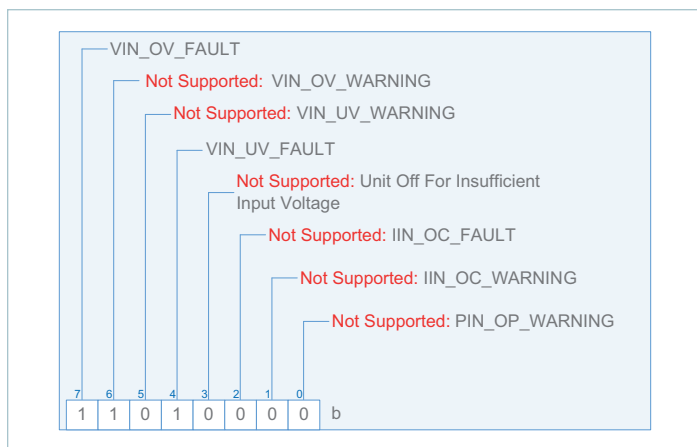 VIN_OV_FAULT
Not Supported: VIN_OV_WARNING
Not Supported: VIN_UV_WARNING
VIN_UV_FAULT
Not Supported: Unit Off For Insufficient
Input Voltage
Not Supported: IIN_OC_FAULT
Not Supported: IIN_OC_WARNING
Not Supported: PIN_OP_WARNING
7 6 5 4 3 2 1 0
1 1 0 1 0 0 0 0 b